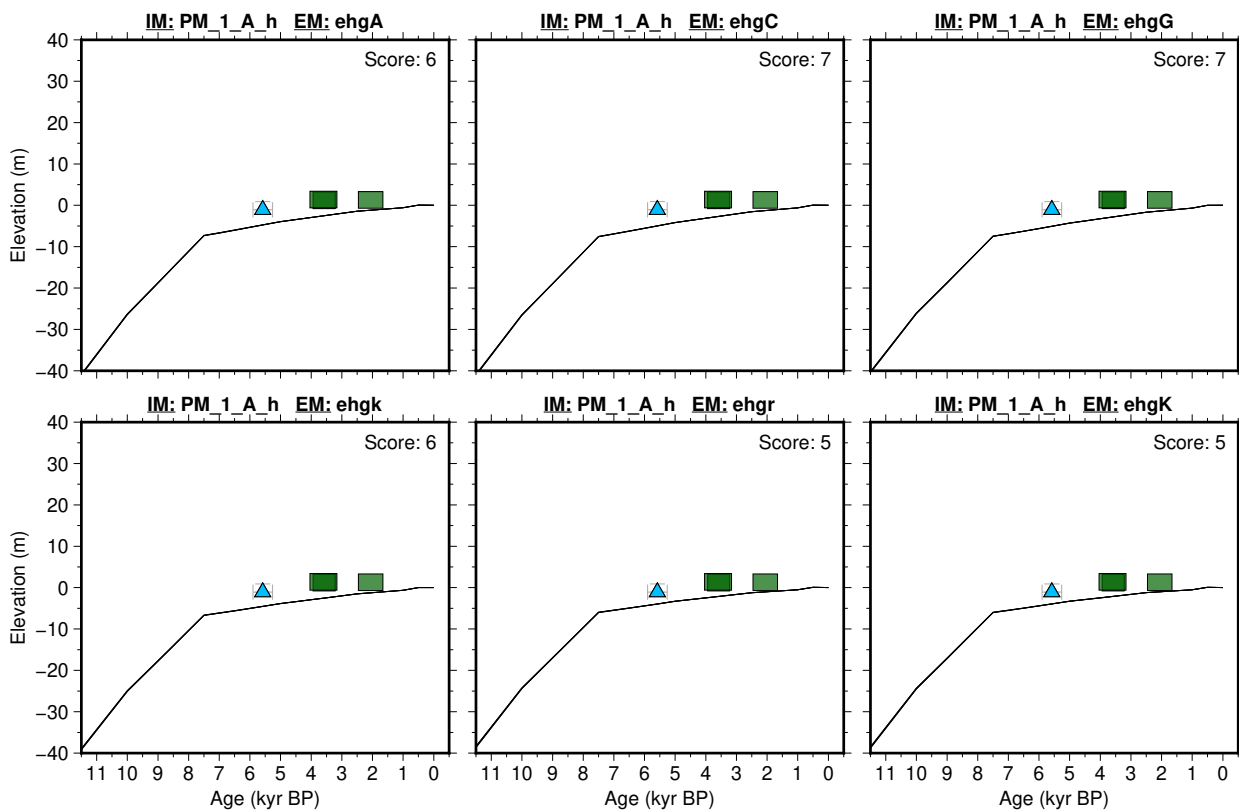 IM: PM_1_A_h EM: ehgA
IM: PM_1_A_h EM: ehgC
IM: PM_1_A_h EM: ehgG
40
30
20
10
0
−10
−20
−30
−40
Elevation (m)
Score: 6
Score: 7
Score: 7
IM: PM_1_A_h EM: ehgk
IM: PM_1_A_h EM: ehgr
IM: PM_1_A_h EM: ehgK
40
30
20
10
0
−10
−20
−30
−40
Elevation (m)
Score: 6
Score: 5
Score: 5
11 10 9 8 7 6 5 4 3 2 1 0
11 10 9 8 7 6 5 4 3 2 1 0
11 10 9 8 7 6 5 4 3 2 1 0
Age (kyr BP)
Age (kyr BP)
Age (kyr BP)